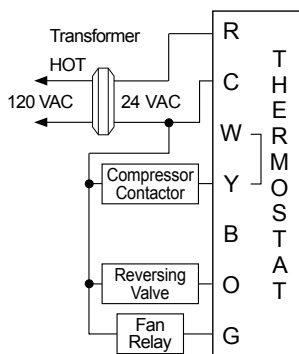 Transformer
HOT
120 VAC
24 VAC
Compressor
Contactor
Reversing
Valve
Fan
Relay
R
C
W
Y
B
O
G
THERMOSTAT